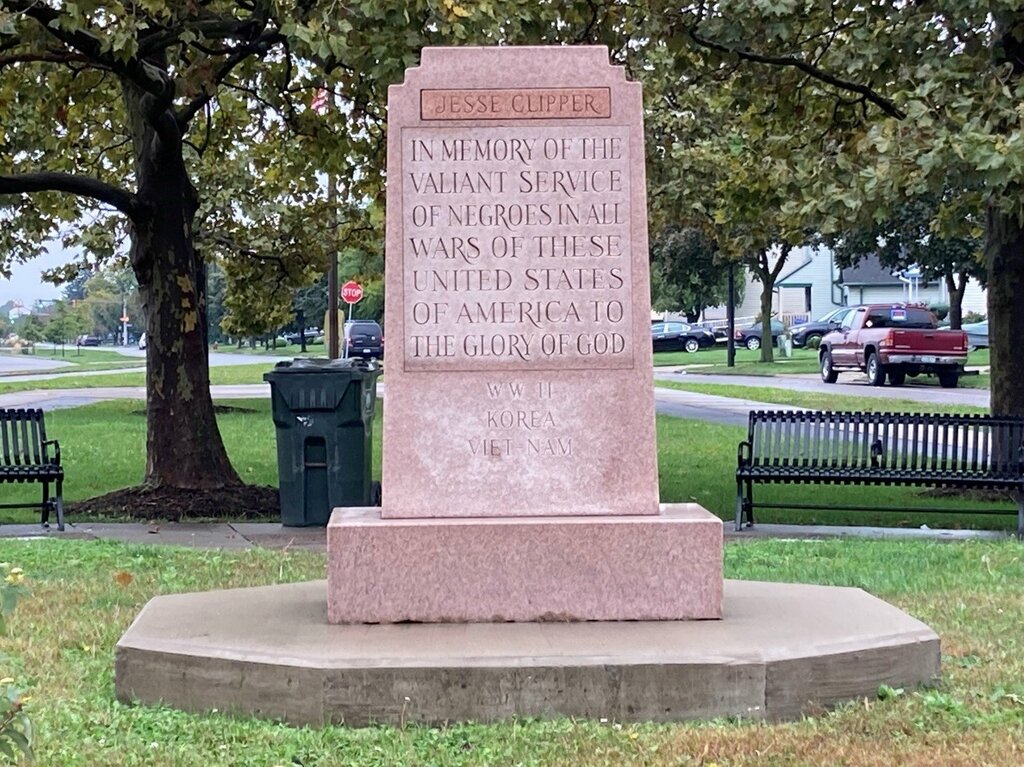 JESSE CLIPPER
IN MEMORY OF THE
VALIANT SERVICE
OF NEGROES IN ALL
WARS OF THESE
UNITED STATES
OF AMERICA TO
THE GLORY OF GOD
WW II
KOREA
VIET-NAM
STOP